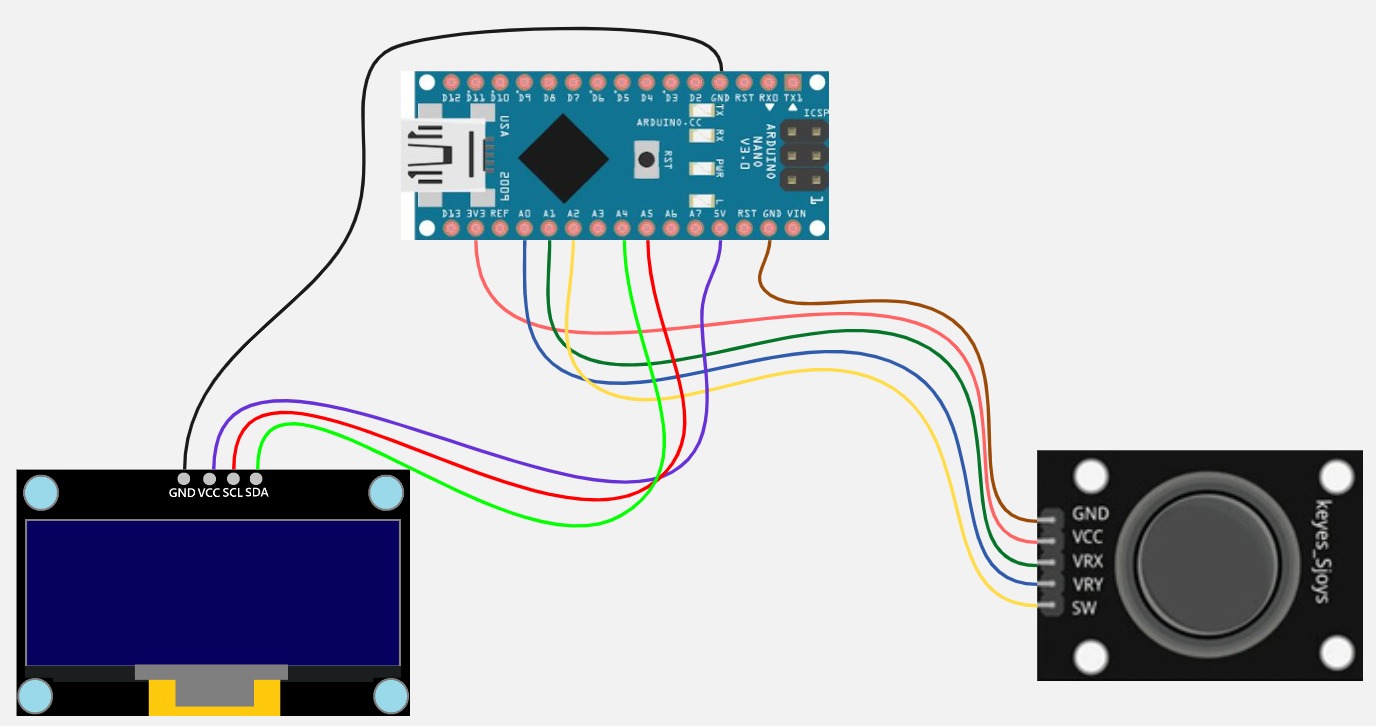 D12 D11 D10 D9 D8 D7 D6 D5 D4 D3 D2 GND RST RX0 TX1
ICSP
ARDUINO.CC
TX
RX
PWR
L
RST
ARDUINO
NANO
V3.0
USA
2009
1
D13 3V3 REF A0 A1 A2 A3 A4 A5 A6 A7 5V RST GND VIN
GND VCC SCL SDA
GND
VCC
VRX
VRY
SW
keyes_Sjoys